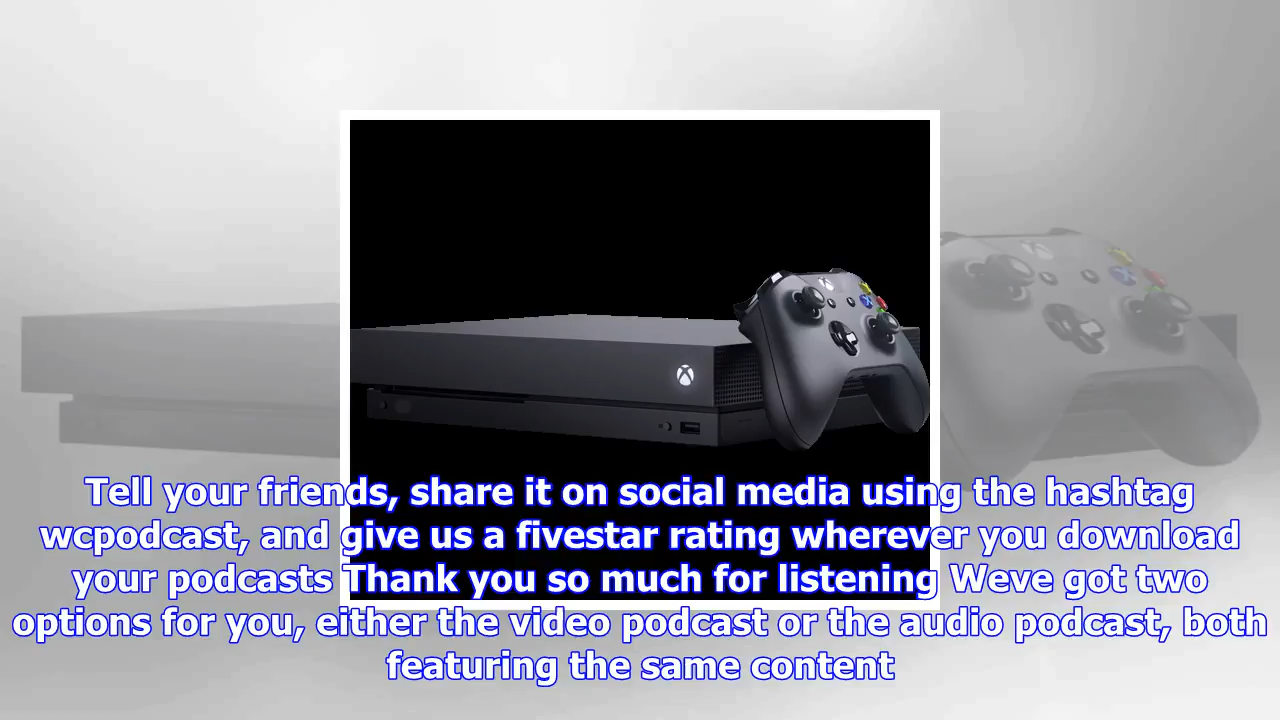 Tell your friends, share it on social media using the hashtag
wcpodcast, and give us a fivestar rating wherever you download
your podcasts Thank you so much for listening Weve got two
options for you, either the video podcast or the audio podcast, both
featuring the same content